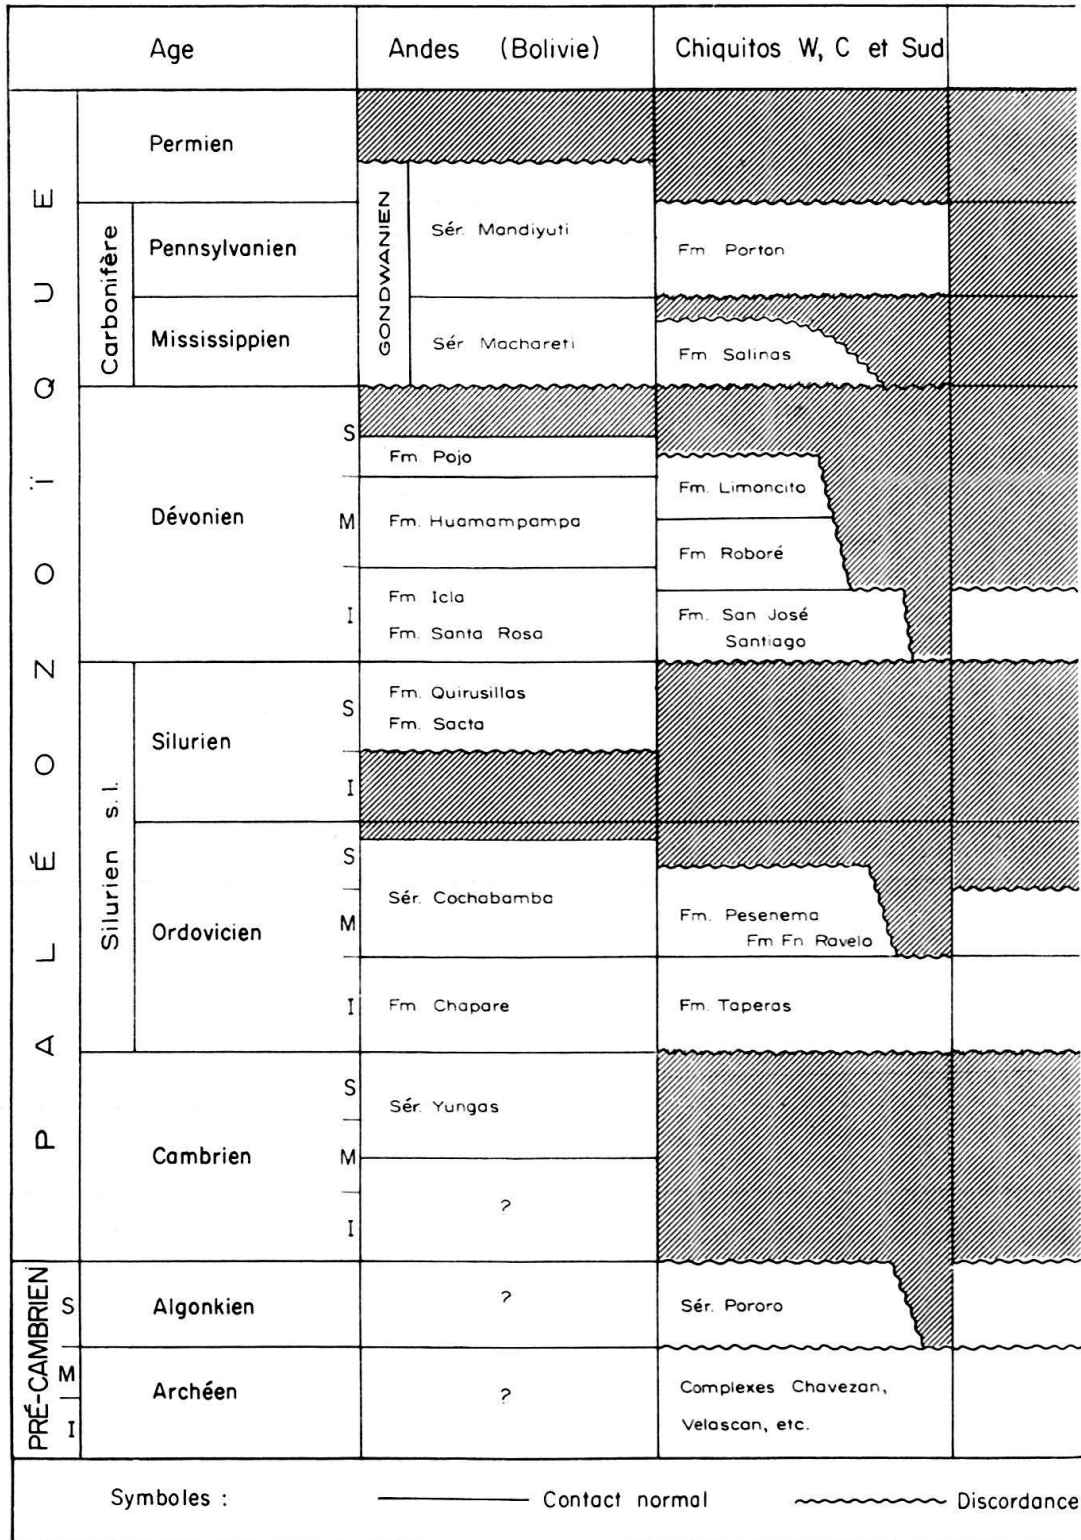 Age
Andes (Bolivie)
Chiquitos W, C et Sud
PALÉOZOÏQUE
Permien
Carbonifère
Pennsylvanien
Mississippien
GONDWANIEN
Sér. Mandiyuti
Sér Machareti
Fm. Porton
Fm. Salinas
Dévonien
S
M
I
Fm. Pojo
Fm. Huamampampa
Fm. Icla
Fm. Santa Rosa
Fm. Limoncito
Fm. Roboré
Fm. San José
Santiago
Silurien s.l.
Silurien
S
I
Fm. Quirusillas
Fm. Sacta
Ordovicien
S
M
I
Sér. Cochabamba
Fm. Chapare
Fm. Pesenema
Fm Fn Ravelo
Fm. Taperas
Cambrien
S
M
I
Sér. Yungas
?
PRÉ-CAMBRIEN
S
M
I
Algonkien
?
Sér. Pororo
Archéen
?
Complexes Chavezan,
Velascan, etc.
Symboles : Contact normal Discordance